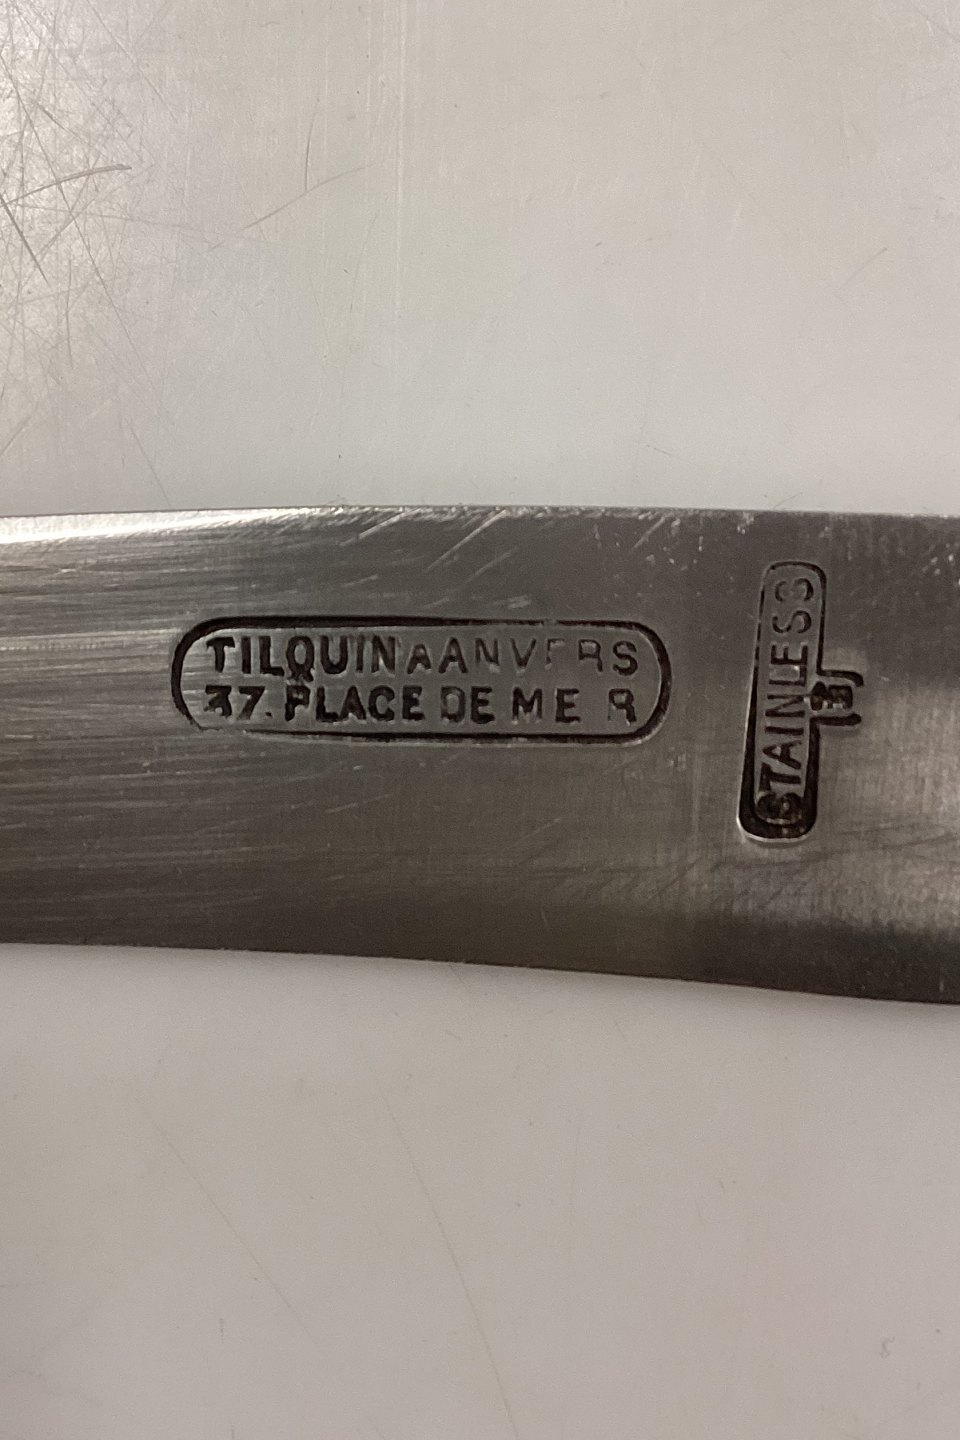 TILQUIN A ANVERS
37. PLACE DE MEIR
STAINLESS